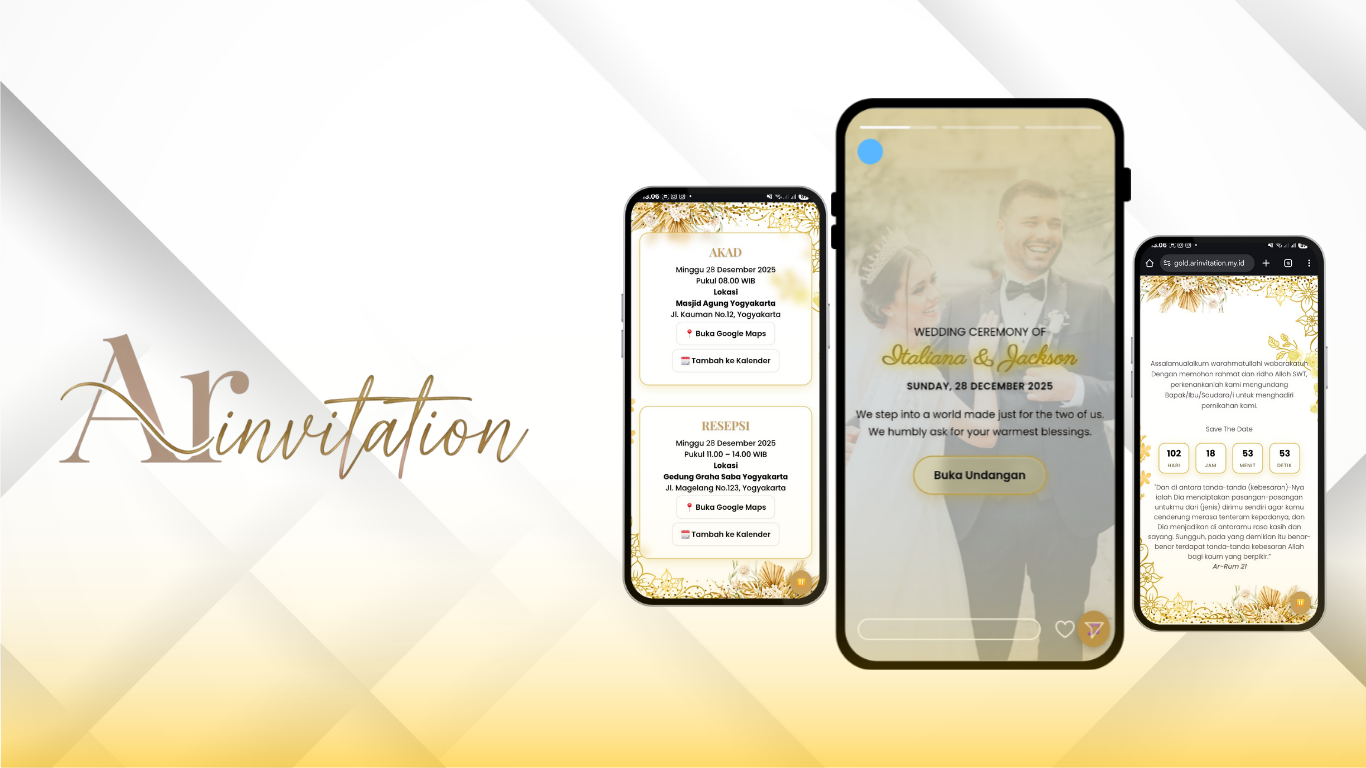 Arinvitation
3.06
AKAD
Minggu 28 Desember 2025
Pukul 08.00 WIB
Lokasi
Masjid Agung Yogyakarta
Jl. Kauman No.12, Yogyakarta
Buka Google Maps
Tambah ke Kalender
RESEPSI
Minggu 28 Desember 2025
Pukul 11.00 – 14.00 WIB
Lokasi
Gedung Graha Saba Yogyakarta
Jl. Magelang No.123, Yogyakarta
Buka Google Maps
Tambah ke Kalender
WEDDING CEREMONY OF
Italiana & Jackson
SUNDAY, 28 DECEMBER 2025
We step into a world made just for the two of us.
We humbly ask for your warmest blessings.
Buka Undangan
3.06
gold.arinvitation.my.id
Assalamualaikum warahmatullahi wabarakatuh
Dengan memohon rahmat dan ridho Allah SWT,
perkenankanlah kami mengundang
Bapak/Ibu/Saudara/i untuk menghadiri
pernikahan kami.
Save The Date
102 18 53 53
HARI JAM MENIT DETIK
"Dan di antara tanda-tanda (kebesaran)-Nya
ialah Dia menciptakan pasangan-pasangan
untukmu dari (jenis) dirimu sendiri agar kamu
cenderung merasa tenteram kepadanya, dan
Dia menjadikan di antaramu rasa kasih dan
sayang. Sungguh, pada yang demikian itu benar-
benar terdapat tanda-tanda kebesaran Allah
bagi kaum yang berpikir."
Ar-Rum 21